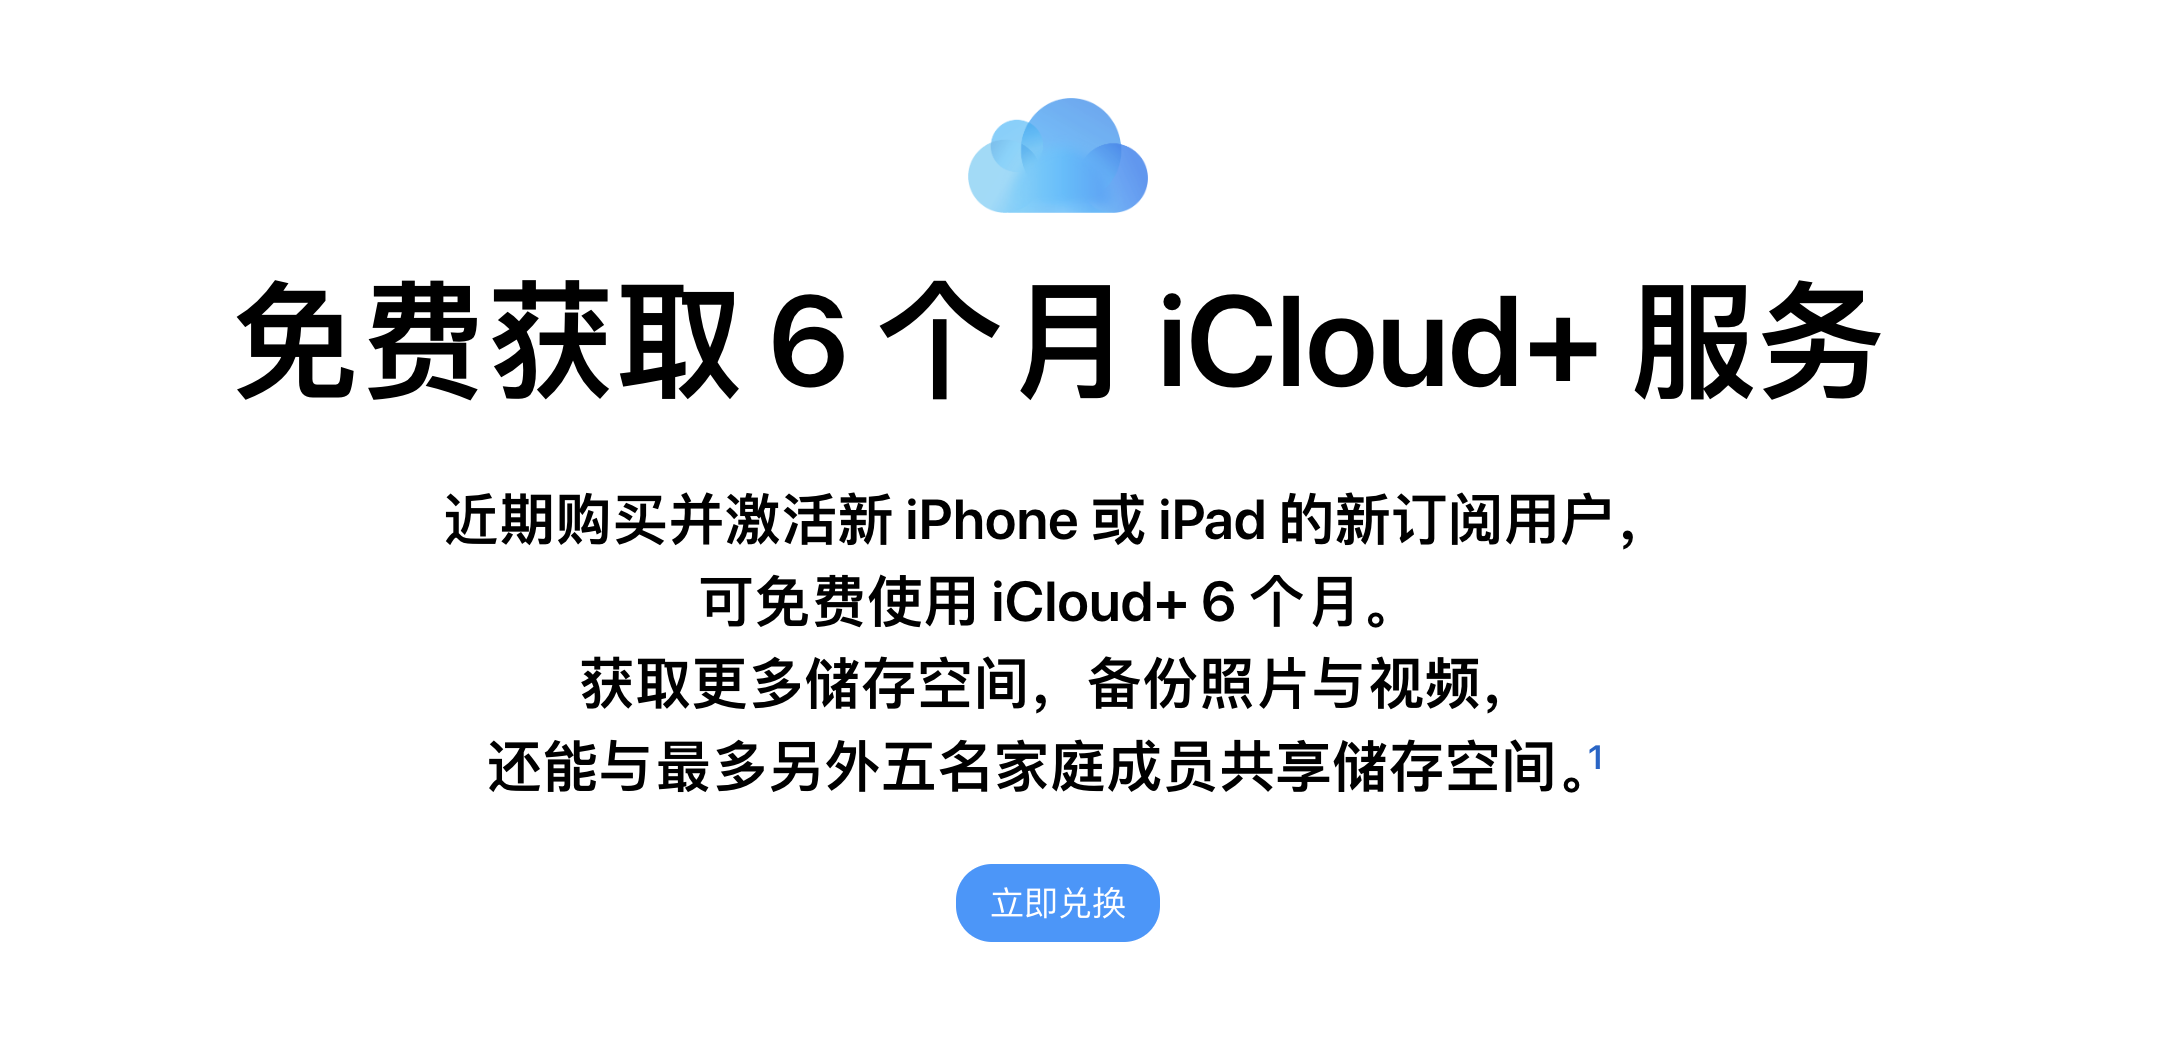 免费获取 6 个月 iCloud+ 服务
近期购买并激活新 iPhone 或 iPad 的新订阅用户，
可免费使用 iCloud+ 6 个月。
获取更多储存空间，备份照片与视频，
还能与最多另外五名家庭成员共享储存空间。1
立即兑换